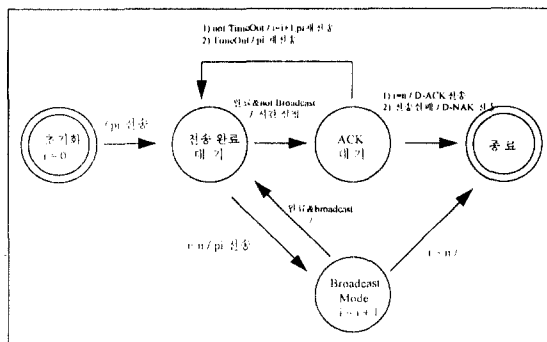 1) not TimeOut / i=i+1 pi 재전송
2) TimeOut / pi 재전송
완료&not Broadcast
/ 시간 설정
1) i=n / D-ACK 전송
2) 전송실패 / D-NAK 전송
초기화
i=0
/pi 전송
전송완료
대기
ACK
대기
종료
완료&broadcast
/
/ pi 전송
Broadcast
Mode
i=i+1